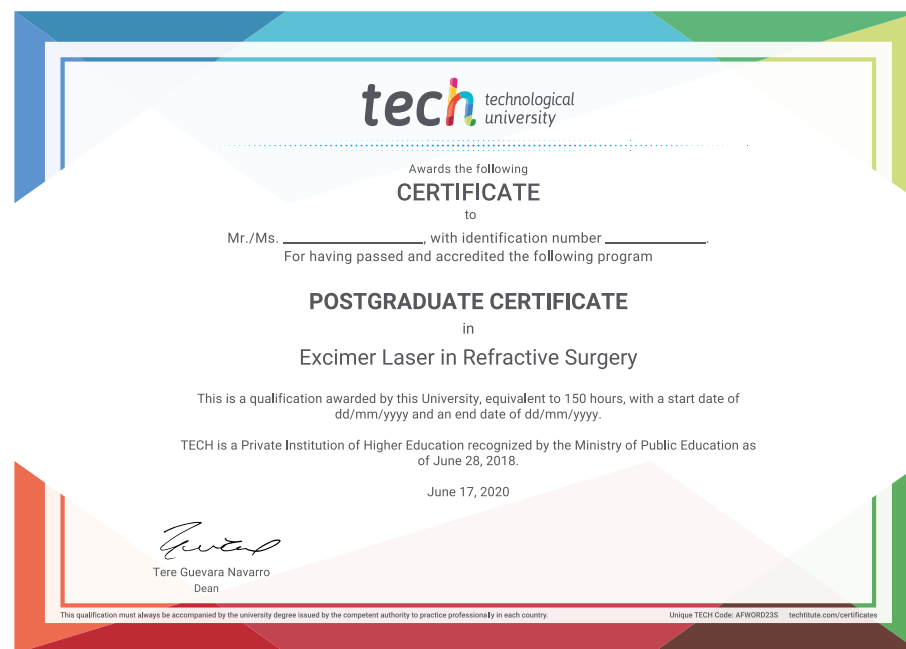 tech technological
university
Awards the following
CERTIFICATE
to
Mr./Ms. ____________________, with identification number ______________.
For having passed and accredited the following program
POSTGRADUATE CERTIFICATE
in
Excimer Laser in Refractive Surgery
This is a qualification awarded by this University, equivalent to 150 hours, with a start date of
dd/mm/yyyy and an end date of dd/mm/yyyy.
TECH is a Private Institution of Higher Education recognized by the Ministry of Public Education as
of June 28, 2018.
June 17, 2020
Tere Guevara Navarro
Dean
This qualification must always be accompanied by the university degree issued by the competent authority to practice professionally in each country.
Unique TECH Code: AFWORD23S techtitute.com/certificates